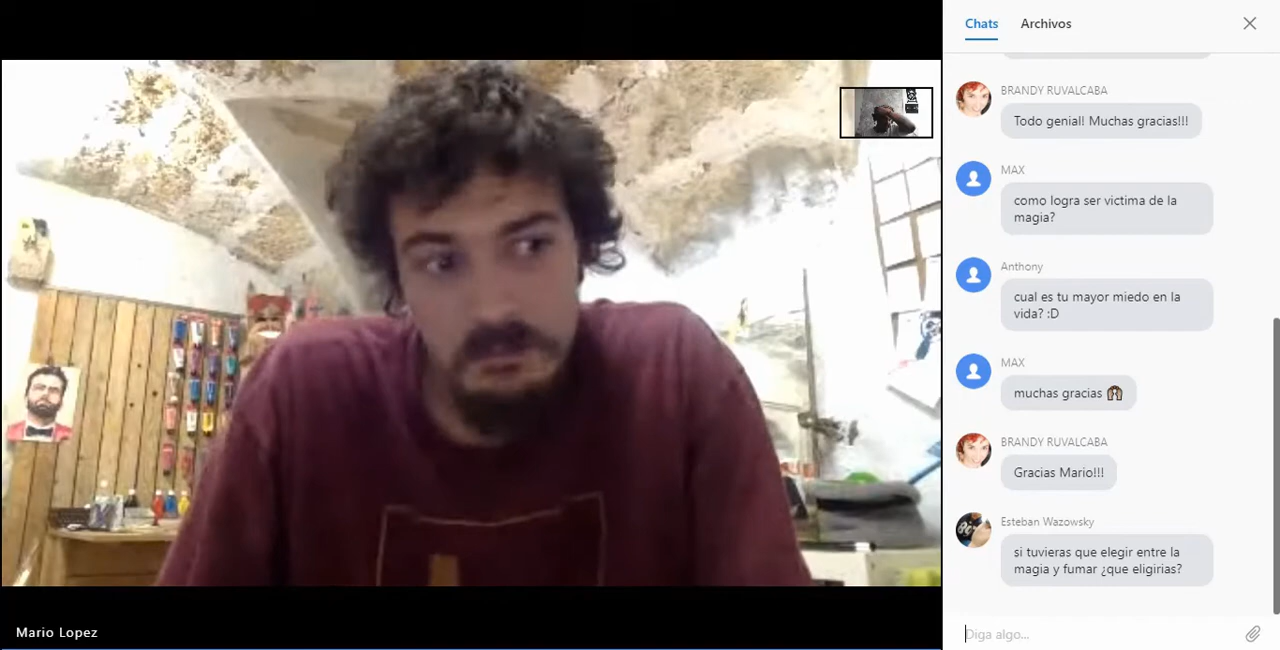 Chats
Archivos
BRANDY RUVALCABA
Todo genial! Muchas gracias!!!
MAX
como logra ser victima de la
magia?
Anthony
cual es tu mayor miedo en la
vida? :D
MAX
muchas gracias 🙌🏽
BRANDY RUVALCABA
Gracias Mario!!!
Esteban Wazowsky
si tuvieras que elegir entre la
magia y fumar ¿que eligirias?
Mario Lopez
Diga algo...